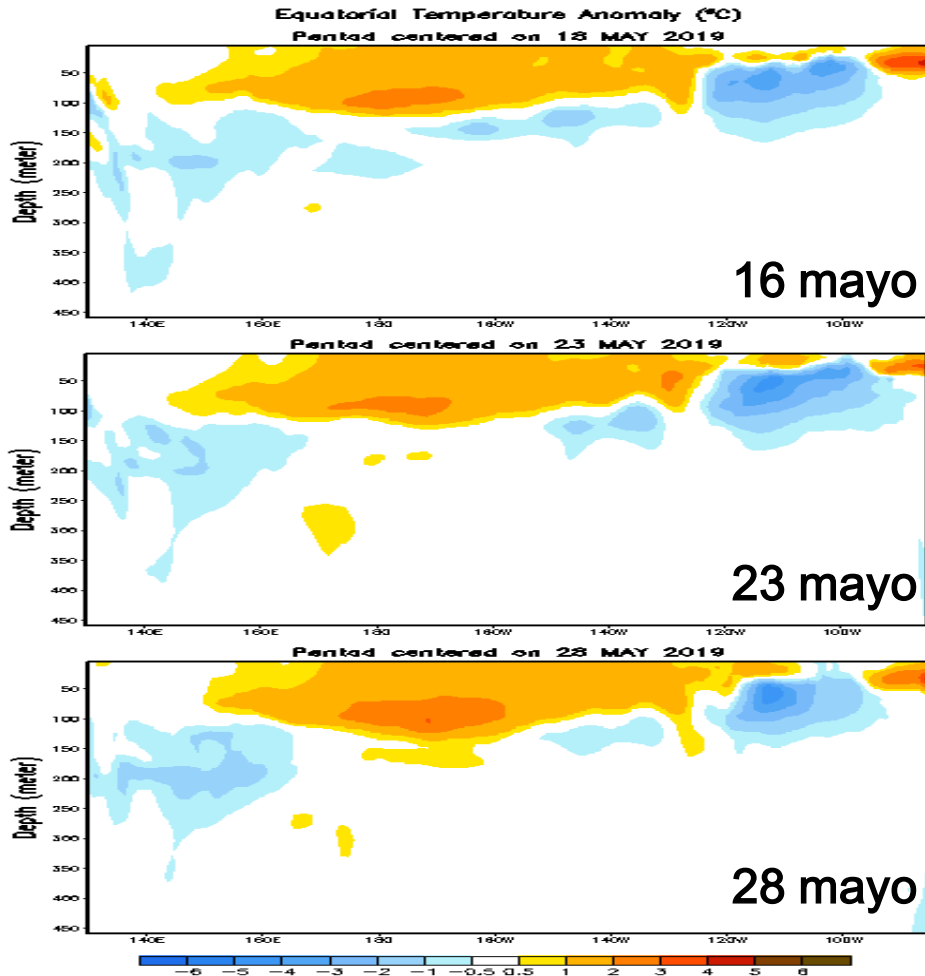 Equatorial Temperature Anomaly (°C)
Pentad centered on 18 MAY 2019
Depth (meter)
50
100
150
200
250
300
350
400
450
140E 160E 180 160W 140W 120W 100W
16 mayo
Pentad centered on 23 MAY 2019
Depth (meter)
50
100
150
200
250
300
350
400
450
140E 160E 180 160W 140W 120W 100W
23 mayo
Pentad centered on 28 MAY 2019
Depth (meter)
50
100
150
200
250
300
350
400
450
140E 160E 180 160W 140W 120W 100W
28 mayo
-6 -5 -4 -3 -2 -1 -0.5 0.5 1 2 3 4 5 6